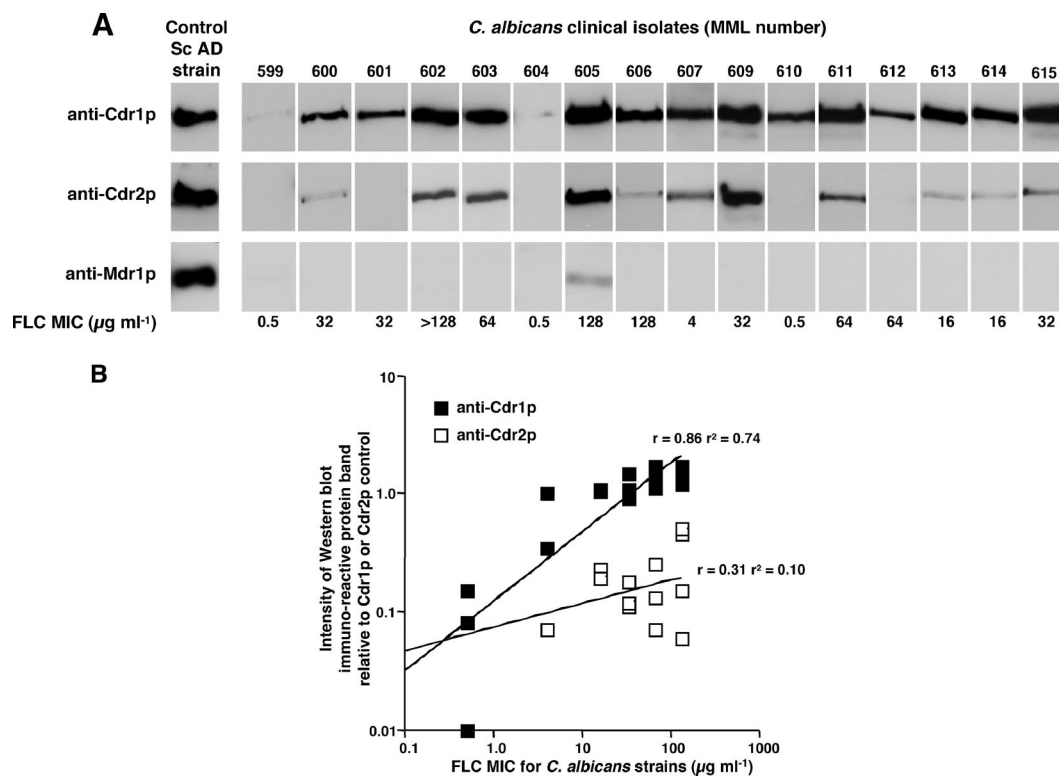 A
Control
Sc AD
strain
C. albicans clinical isolates (MML number)
599 600 601 602 603 604 605 606 607 609 610 611 612 613 614 615
anti-Cdr1p
anti-Cdr2p
anti-Mdr1p
FLC MIC (µg ml-1) 0.5 32 32 >128 64 0.5 128 128 4 32 0.5 64 64 16 16 32
B
Intensity of Western blot
immuno-reactive protein band
relative to Cdr1p or Cdr2p control
10
1.0
0.1
0.01
anti-Cdr1p
anti-Cdr2p
r = 0.86 r² = 0.74
r = 0.31 r² = 0.10
0.1 1.0 10 100 1000
FLC MIC for C. albicans strains (µg ml-1)